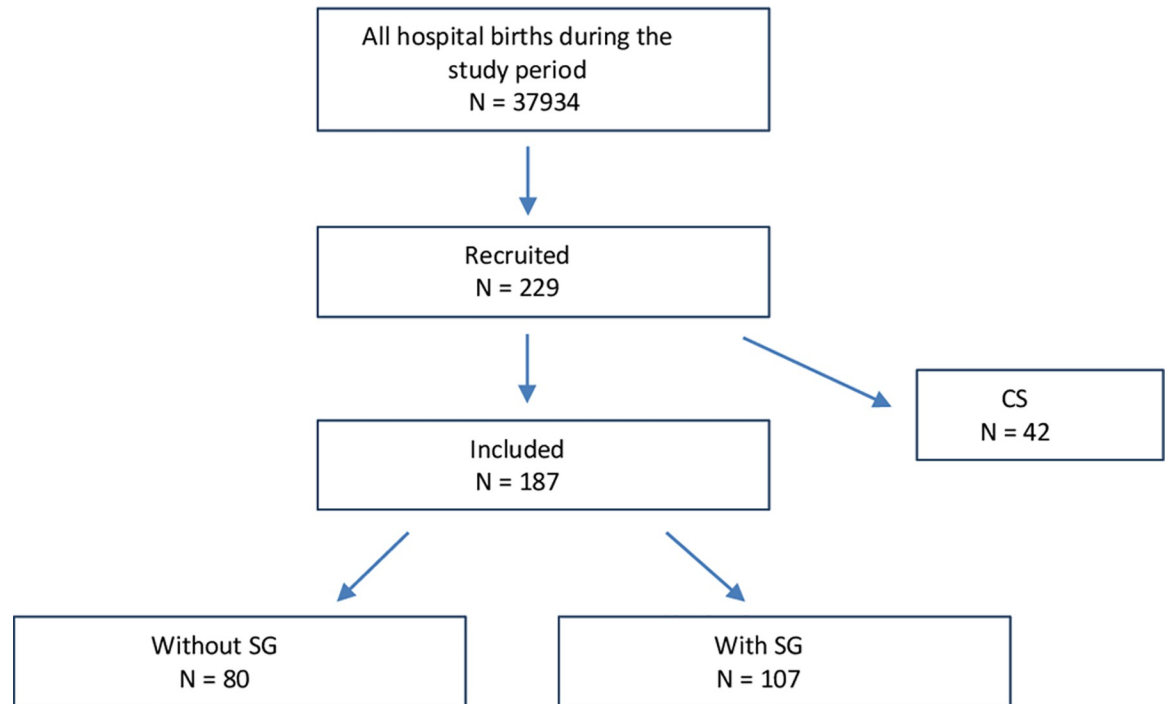 All hospital births during the
study period
N = 37934
Recruited
N = 229
CS
N = 42
Included
N = 187
Without SG
N = 80
With SG
N = 107